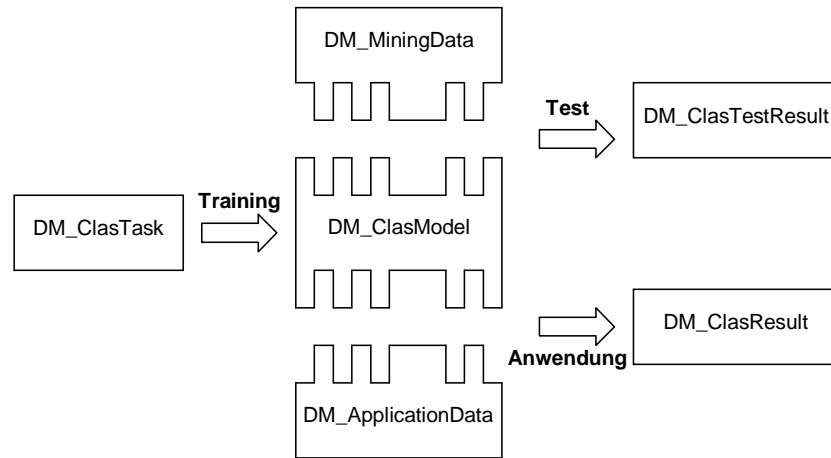 DM_MiningData
Test
DM_ClasTestResult
Training
DM_ClasTask
DM_ClasModel
DM_ClasResult
Anwendung
DM_ApplicationData